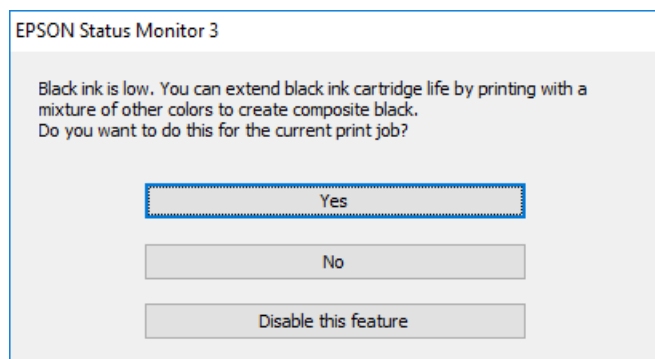 EPSON Status Monitor 3
Black ink is low. You can extend black ink cartridge life by printing with a
mixture of other colors to create composite black.
Do you want to do this for the current print job?
Yes
No
Disable this feature